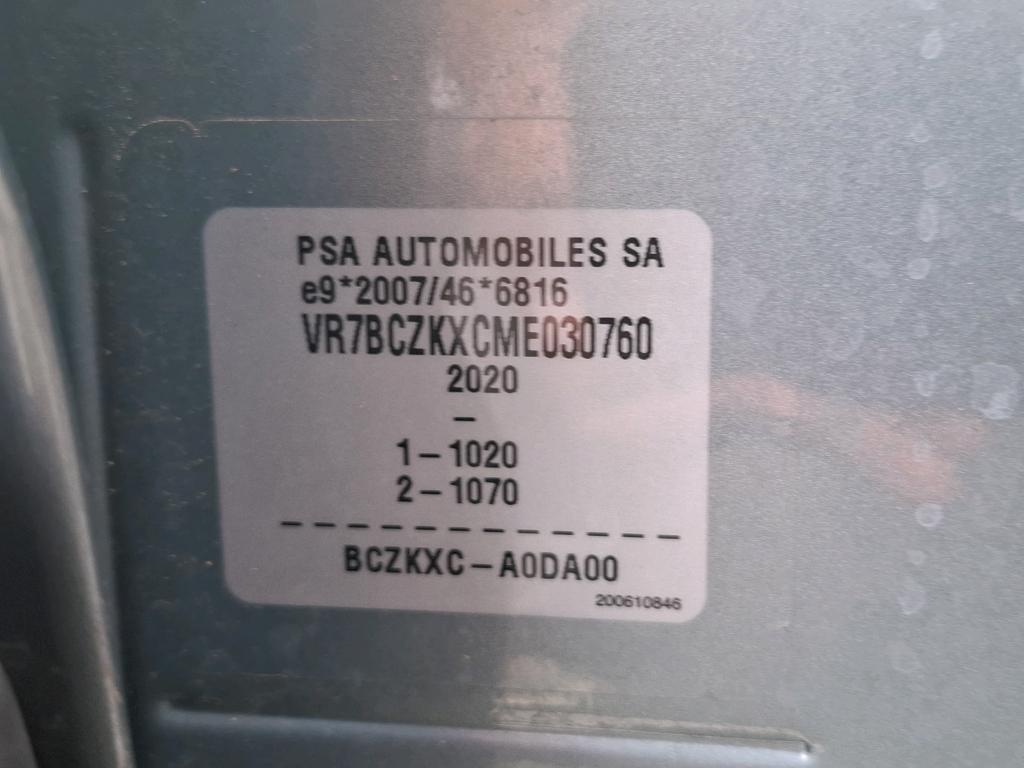 PSA AUTOMOBILES SA
e9*2007/46*6816
VR7BCZKXCME030760
2020
–
1–1020
2–1070
– – – – – – – – – – – –
BCZKXC–A0DA00
200610846